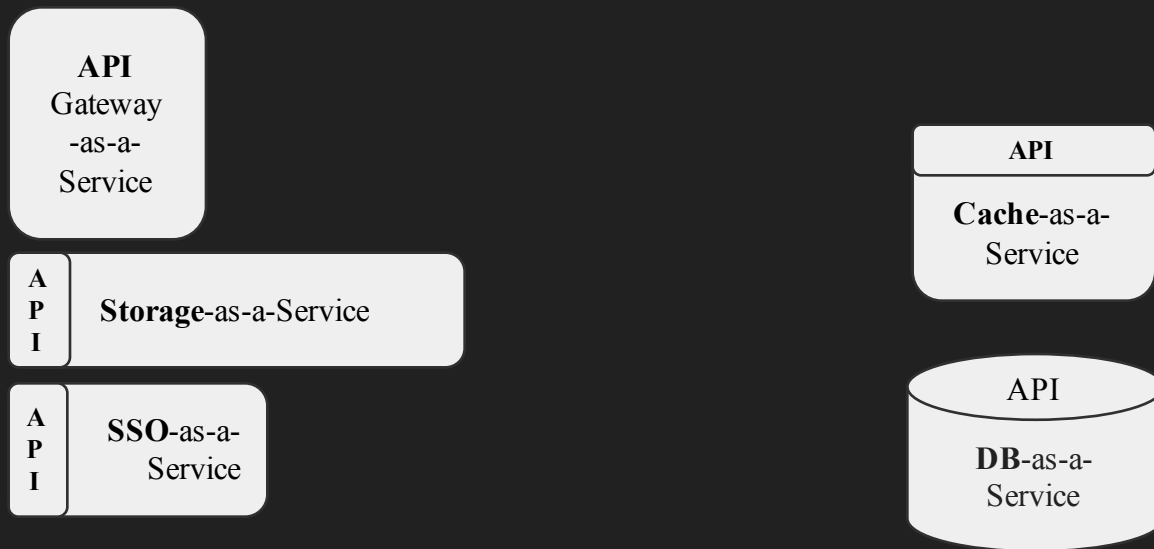 API
Gateway
-as-a-
Service
A
P
I
Storage-as-a-Service
A
P
I
SSO-as-a-
Service
API
Cache-as-a-
Service
API
DB-as-a-
Service